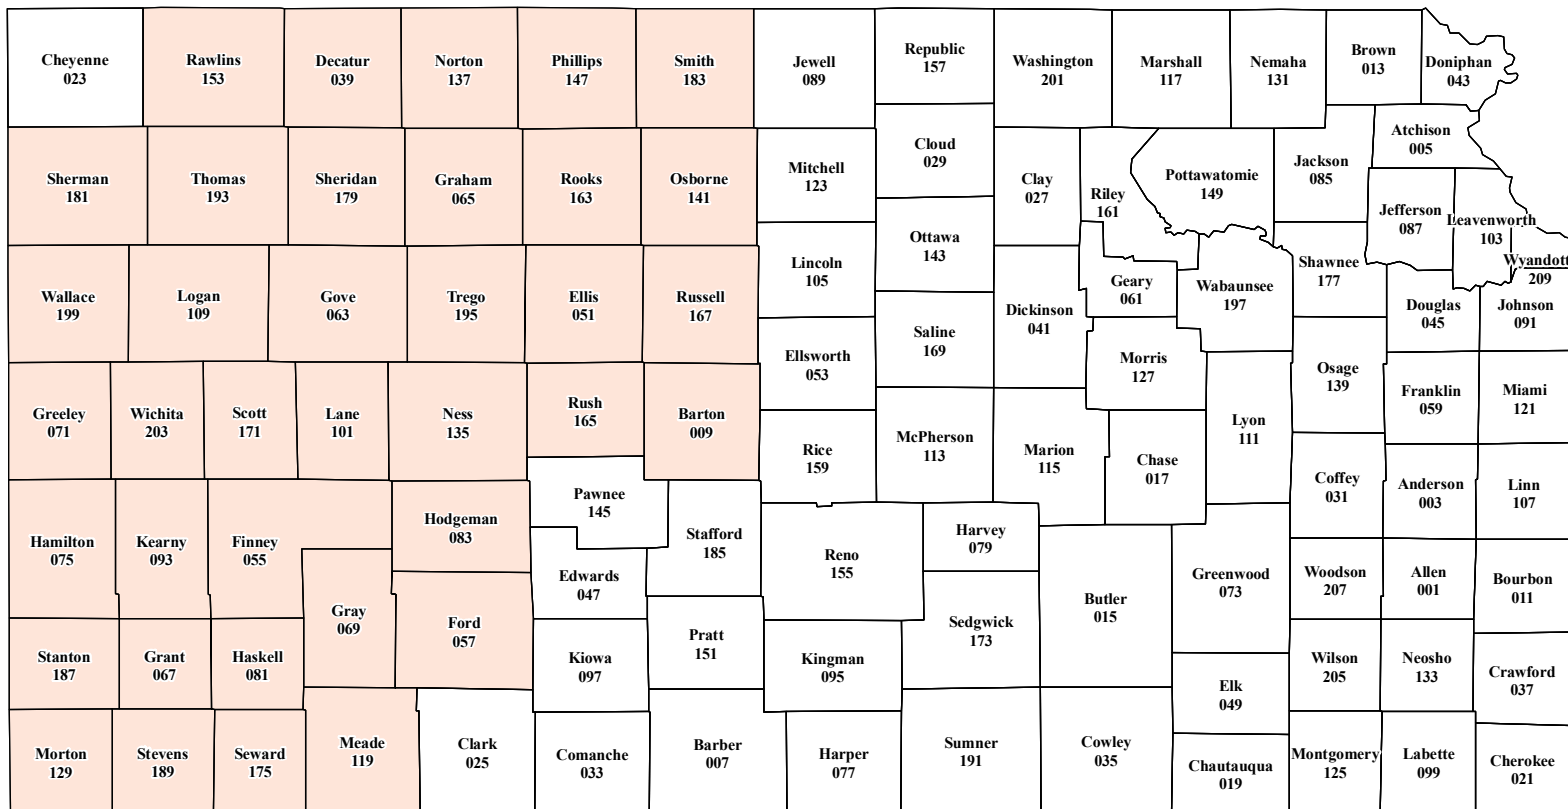 Cheyenne
023
Rawlins
153
Decatur
039
Norton
137
Phillips
147
Smith
183
Jewell
089
Republic
157
Washington
201
Marshall
117
Nemaha
131
Brown
013
Doniphan
043
Sherman
181
Thomas
193
Sheridan
179
Graham
065
Rooks
163
Osborne
141
Mitchell
123
Cloud
029
Clay
027
Riley
161
Pottawatomie
149
Jackson
085
Atchison
005
Jefferson
087
Leavenworth
103
Wyandott
209
Wallace
199
Logan
109
Gove
063
Trego
195
Ellis
051
Russell
167
Lincoln
105
Ottawa
143
Dickinson
041
Geary
061
Wabaunsee
197
Shawnee
177
Douglas
045
Johnson
091
Greeley
071
Wichita
203
Scott
171
Lane
101
Ness
135
Rush
165
Barton
009
Ellsworth
053
Saline
169
Morris
127
Osage
139
Franklin
059
Miami
121
Rice
159
McPherson
113
Marion
115
Chase
017
Lyon
111
Coffey
031
Anderson
003
Linn
107
Hamilton
075
Kearny
093
Finney
055
Hodgeman
083
Pawnee
145
Stafford
185
Reno
155
Harvey
079
Gray
069
Ford
057
Edwards
047
Sedgwick
173
Butler
015
Greenwood
073
Woodson
207
Allen
001
Bourbon
011
Stanton
187
Grant
067
Haskell
081
Kiowa
097
Pratt
151
Kingman
095
Elk
049
Wilson
205
Neosho
133
Crawford
037
Morton
129
Stevens
189
Seward
175
Meade
119
Clark
025
Comanche
033
Barber
007
Harper
077
Sumner
191
Cowley
035
Chautauqua
019
Montgomery
125
Labette
099
Cherokee
021